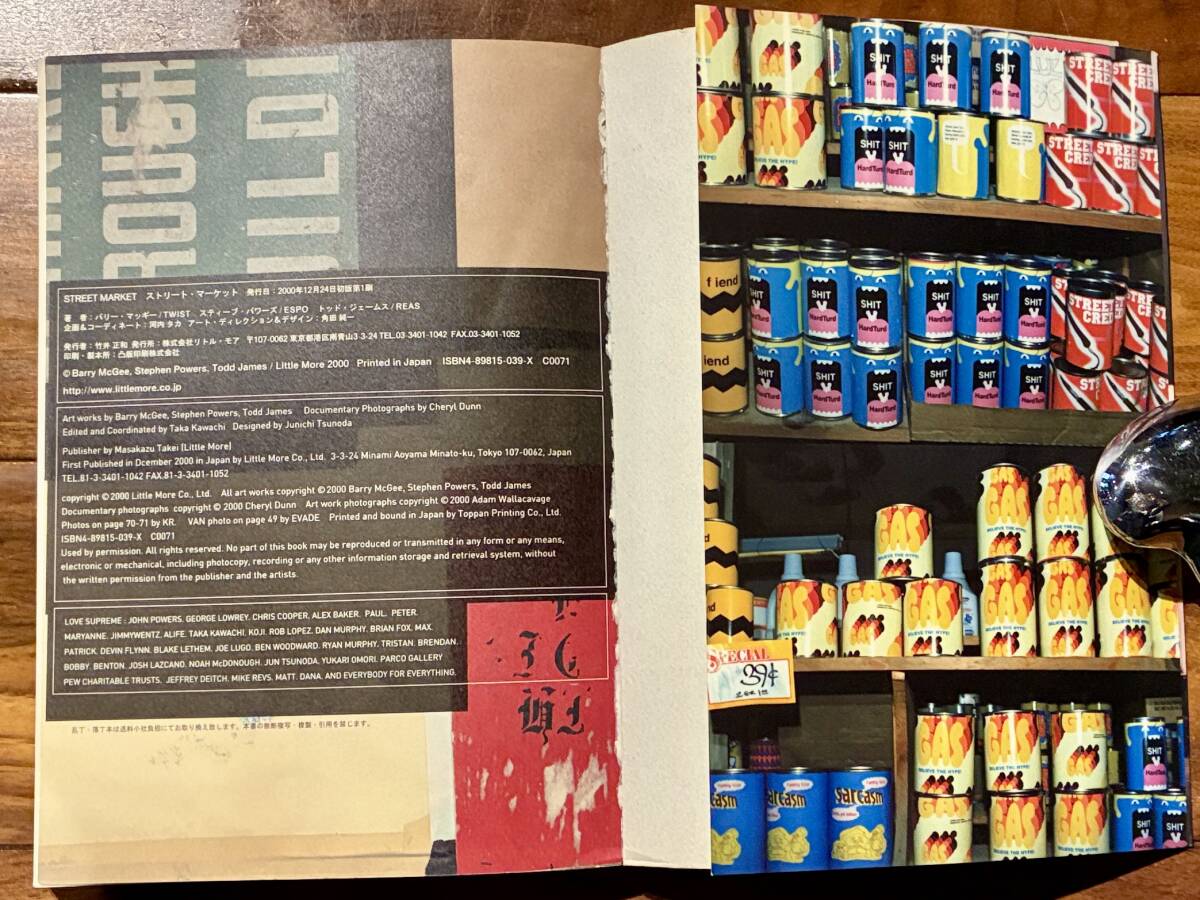 ROUSH
STREET MARKET ストリート・マーケット 発行日：2000年12月24日初版第1刷
著 者：バリー・マッギー/TWIST スティーブ・パワーズ/ESPO トッド・ジェームス/REAS
企画&コーディネート：河内 タカ アート・ディレクション&デザイン：角田 純一
発行者：竹井 正和 発行所：株式会社リトル・モア 〒107-0062 東京都港区南青山3-3-24 TEL.03-3401-1042 FAX.03-3401-1052
印刷・製本所：凸版印刷株式会社
©Barry McGee, Stephen Powers, Todd James / Little More 2000 Printed in Japan ISBN4-89815-039-X C0071
http://www.littlemore.co.jp
Art works by Barry McGee, Stephen Powers, Todd James Documentary Photographs by Cheryl Dunn
Edited and Coordinated by Taka Kawachi Designed by Junichi Tsunoda
Publisher by Masakazu Takei (Little More)
First Published in Dcember 2000 in Japan by Little More Co., Ltd. 3-3-24 Minami Aoyama Minato-ku, Tokyo 107-0062, Japan
TEL.81-3-3401-1042 FAX.81-3-3401-1052
copyright © 2000 Little More Co., Ltd. All art works copyright © 2000 Barry McGee, Stephen Powers, Todd James
Documentary photographs copyright © 2000 Cheryl Dunn Art work photographs copyright © 2000 Adam Wallacavage
Photos on page 70-71 by KR. VAN photo on page 49 by EVADE Printed and bound in Japan by Toppan Printing Co., Ltd.
ISBN4-89815-039-X C0071
Used by permission. All rights reserved. No part of this book may be reproduced or transmitted in any form or any means,
electronic or mechanical, including photocopy, recording or any other information storage and retrieval system, without
the written permission from the publisher and the artists.
LOVE SUPREME : JOHN POWERS, GEORGE LOWREY. CHRIS COOPER, ALEX BAKER. PAUL. PETER.
MARYANNE. JIMMYWENTZ. ALIFE. TAKA KAWACHI. KOJI. ROB LOPEZ. DAN MURPHY. BRIAN FOX. MAX.
PATRICK. DEVIN FLYNN. BLAKE LETHEM. JOE LUGO. BEN WOODWARD. RYAN MURPHY. TRISTAN. BRENDAN.
BOBBY. BENTON. JOSH LAZCANO. NOAH McDONOUGH. JUN TSUNODA. YUKARI OMORI. PARCO GALLERY
PEW CHARITABLE TRUSTS. JEFFREY DEITCH. MIKE REVS. MATT. DANA. AND EVERYBODY FOR EVERYTHING.
乱丁・落丁本は送料小社負担にてお取り換え致します。本書の無断複写・複製・引用を禁じます。
GAS
BELIEVE THE HYPE!
SHIT
HardTurd
STREET
CRED
fiend
SPECIAL
39¢
sarcasm